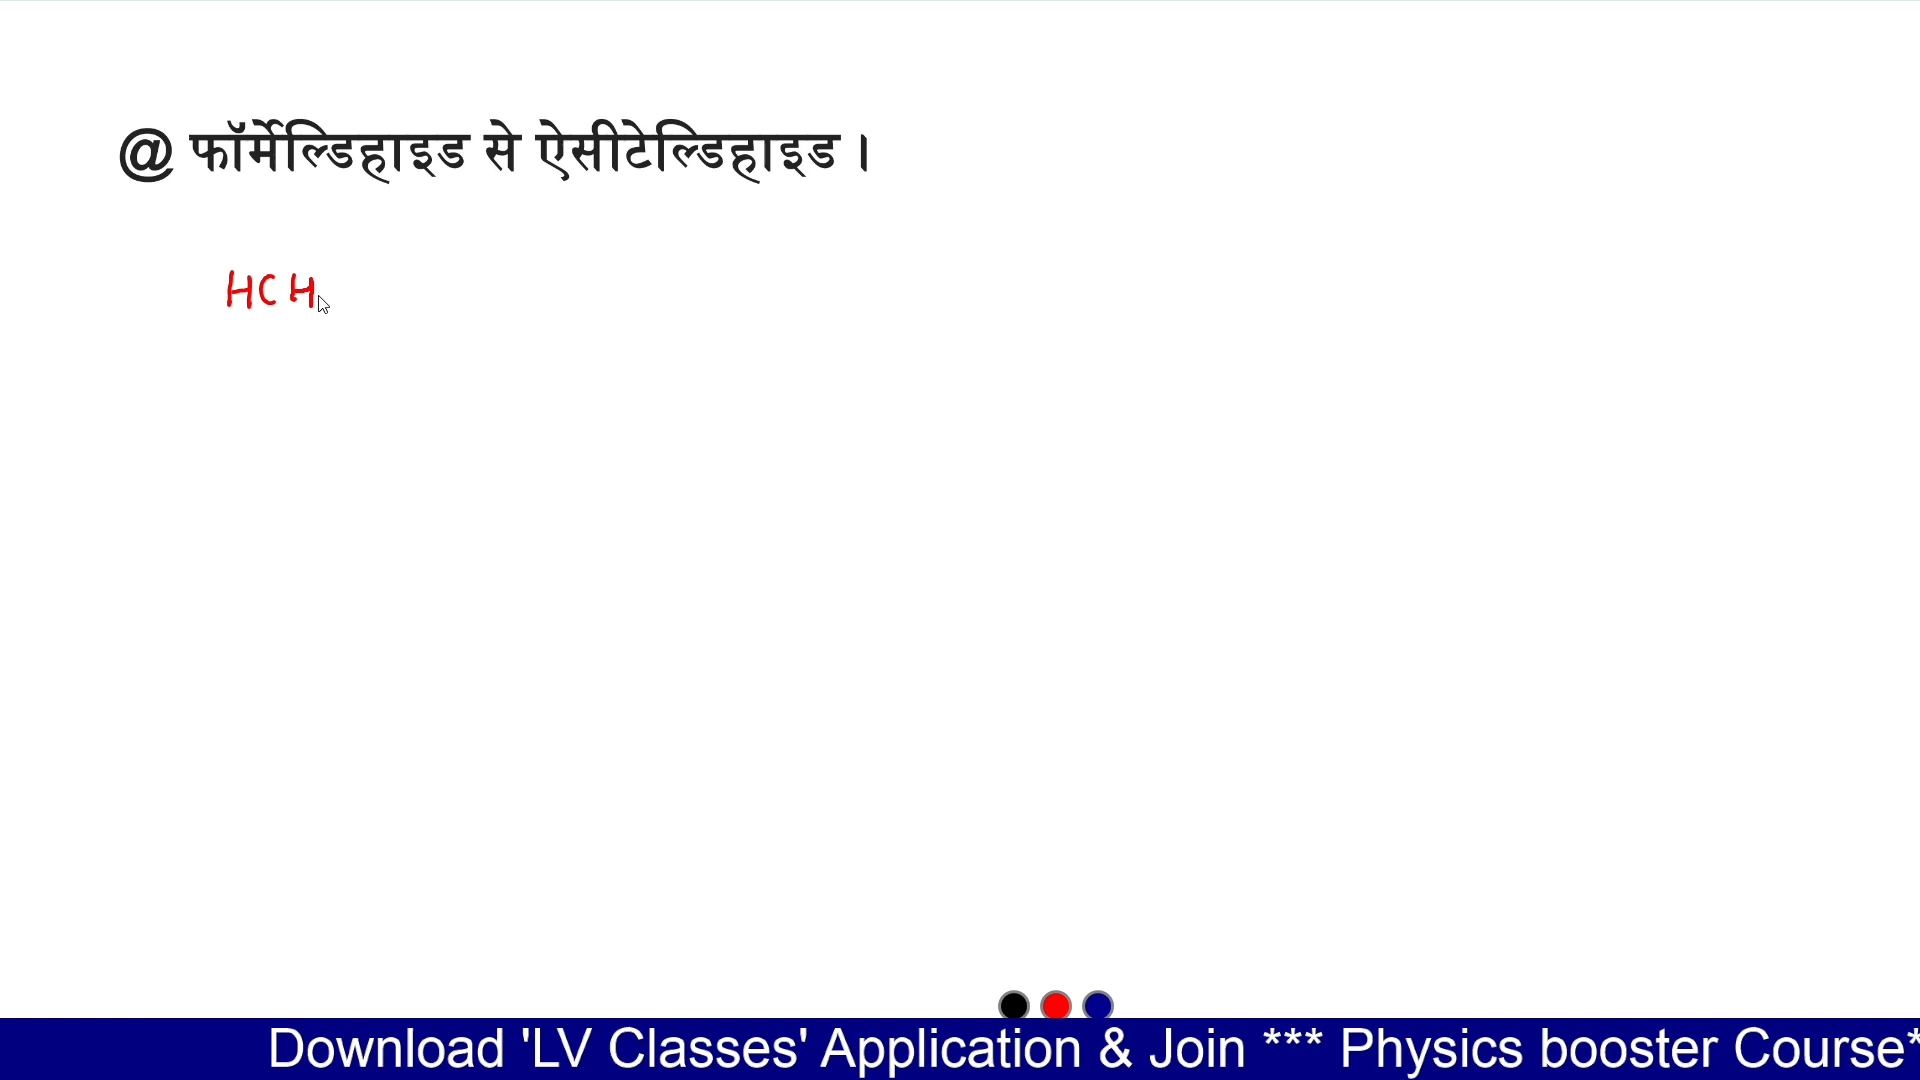 @ फॉर्मेल्डिहाइड से ऐसीटेल्डिहाइड ।
HCH
Download 'LV Classes' Application & Join *** Physics booster Course*